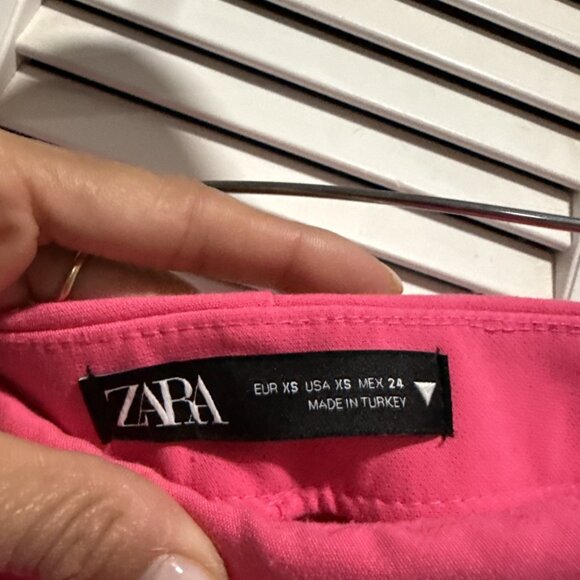 ZARA
EUR XS USA XS MEX 24
MADE IN TURKEY